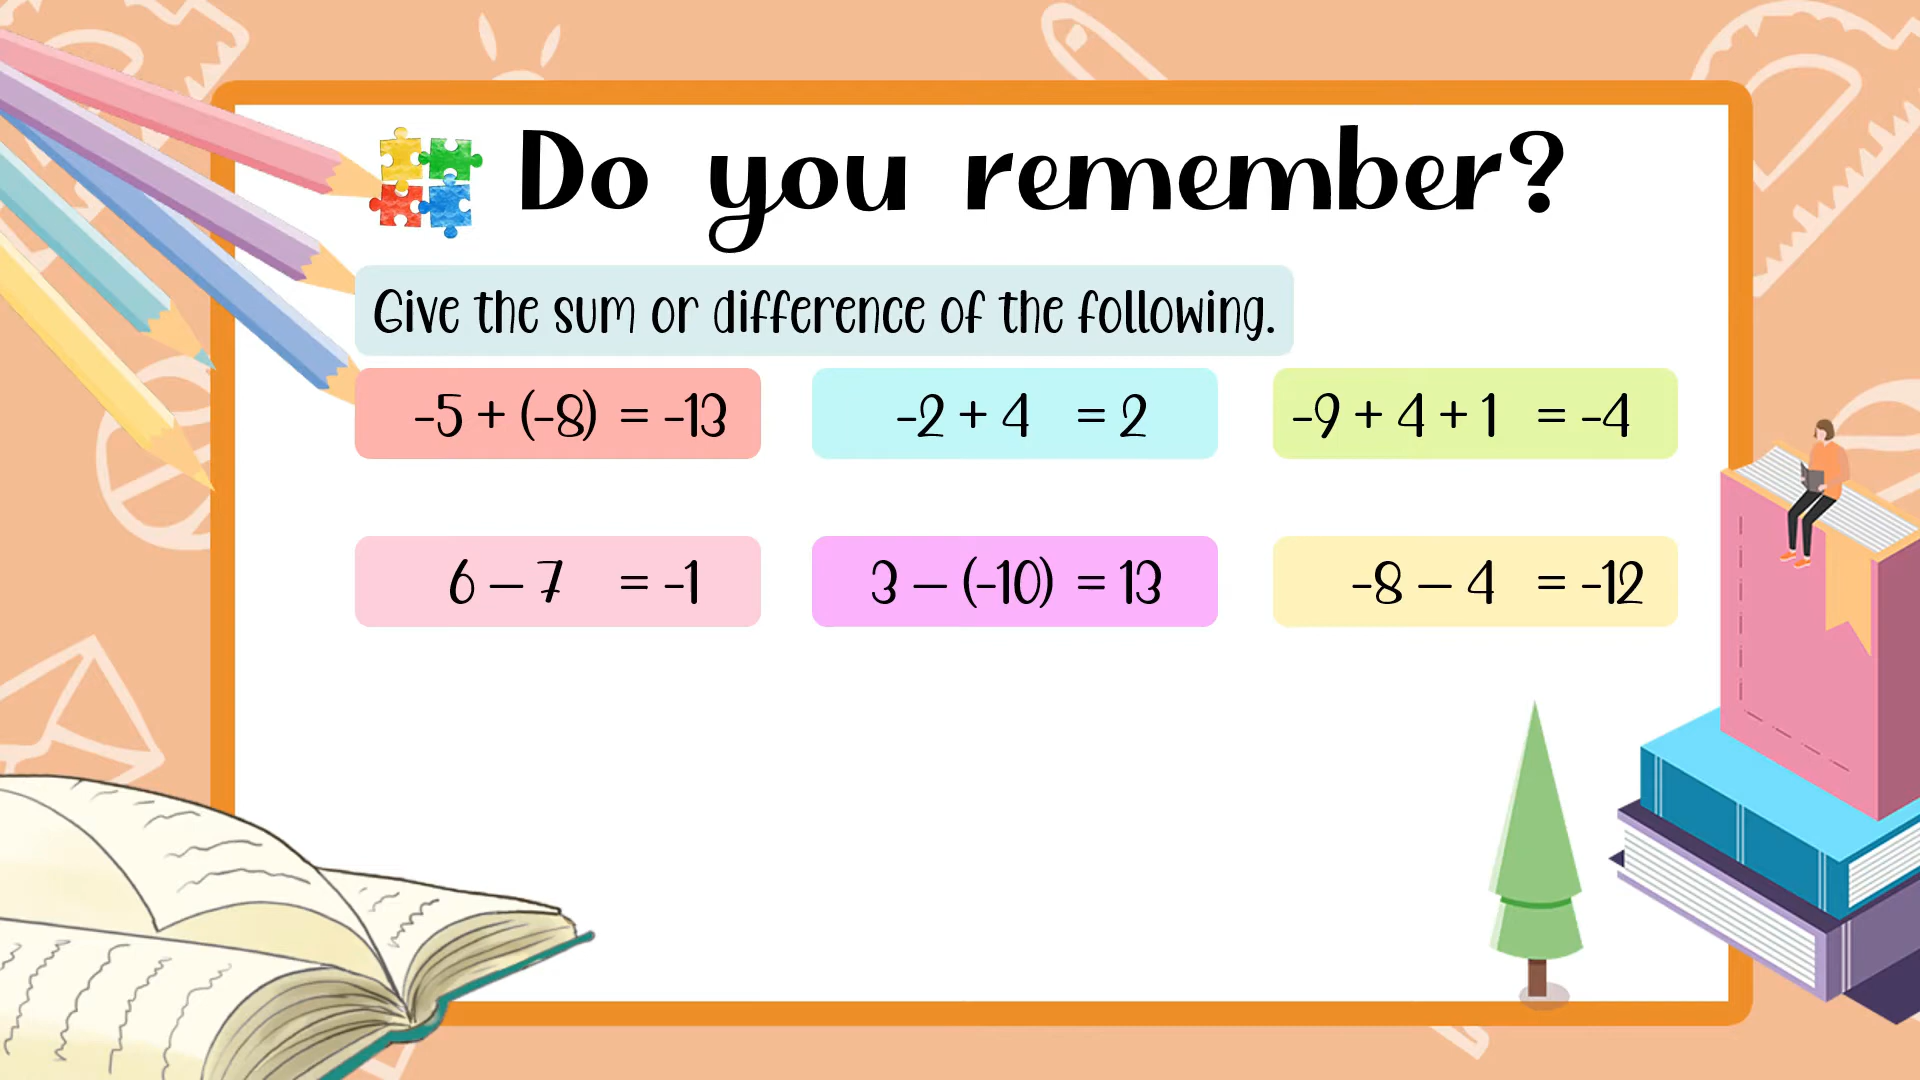 Do you remember?
Give the sum or difference of the following.
-5 + (-8) = -13
-2 + 4 = 2
-9 + 4 + 1 = -4
6 – 7 = -1
3 – (-10) = 13
-8 – 4 = -12